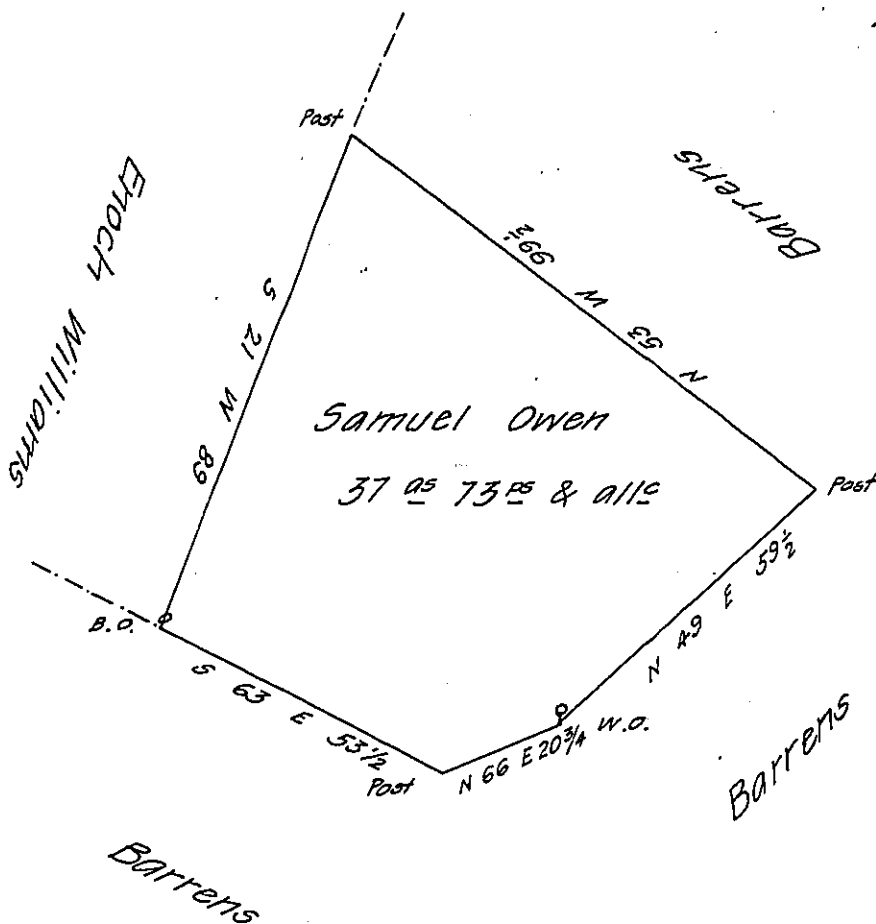 Post
Barrens
Enoch Williams
N 53 W 99½
S 21 W 89
Samuel Owen
37 as 73 ps & allc
Post
N 49 E 59½
B.O.
S 63 E 53½
W.O.
Post
N 66 E 20¾
Barrens
Barrens